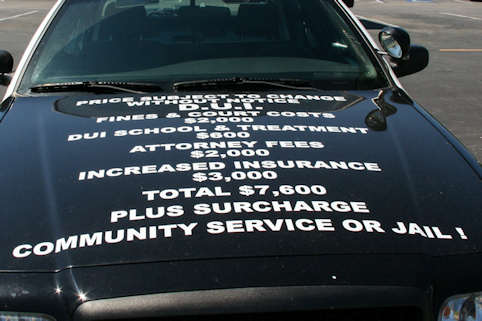 PRICE SUBJECT TO CHANGE
WITHOUT NOTICE
D.U.I.
FINES & COURT COSTS
$2,000
DUI SCHOOL & TREATMENT
$600
ATTORNEY FEES
$2,000
INCREASED INSURANCE
$3,000
TOTAL $7,600
PLUS SURCHARGE
COMMUNITY SERVICE OR JAIL !